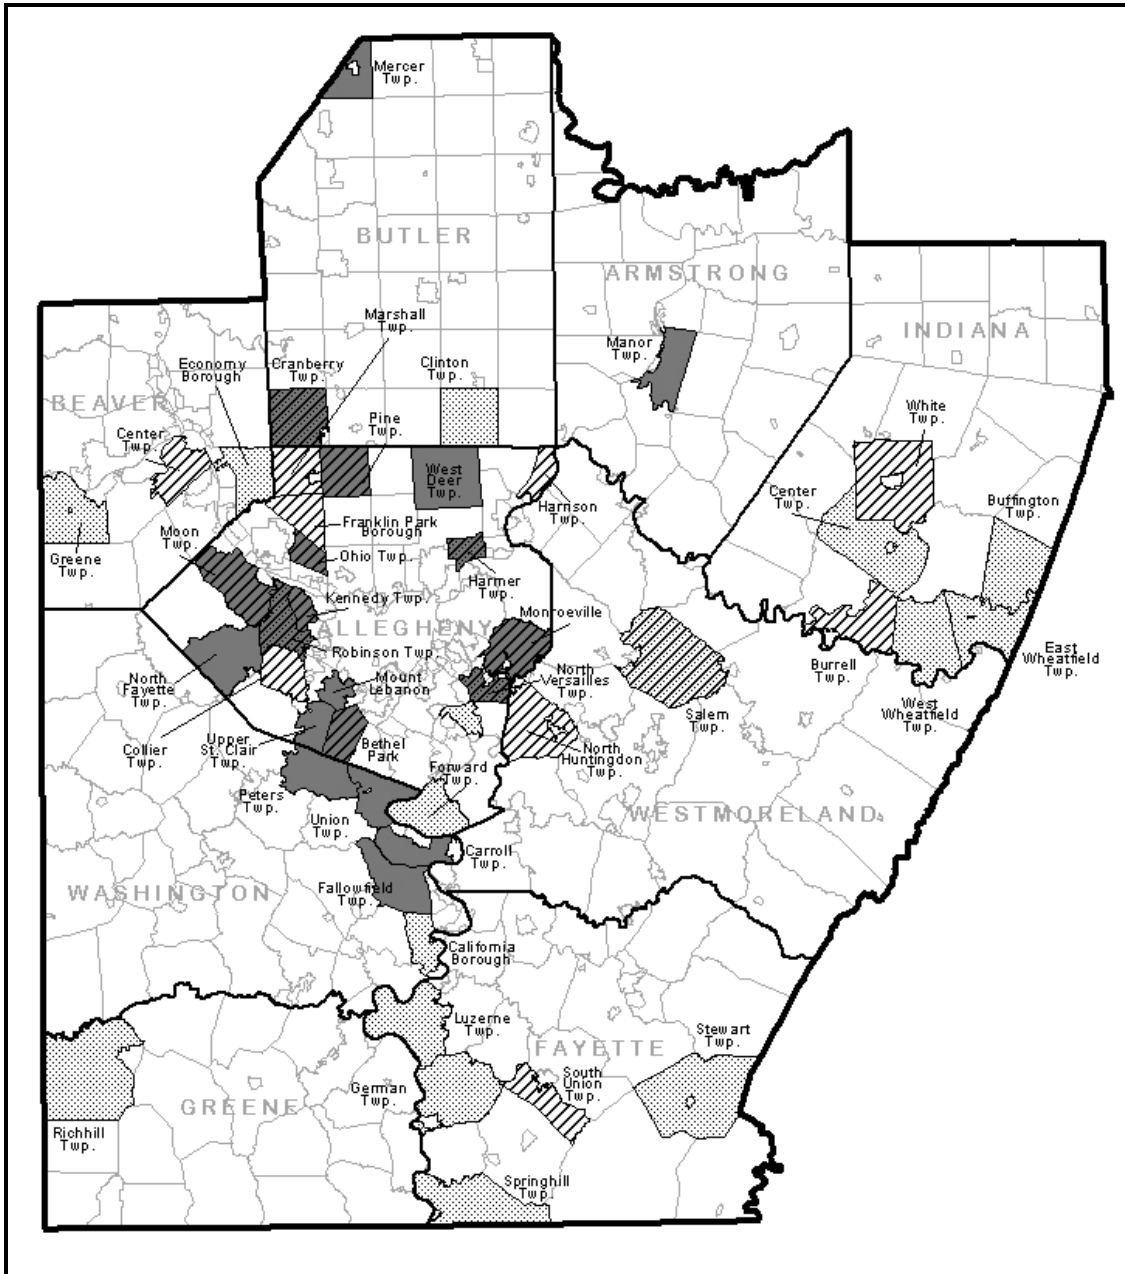 Mercer
Twp.
BUTLER
ARMSTRONG
INDIANA
Marshall
Twp.
Manor
Twp.
Economy
Borough
Cranberry
Twp.
Clinton
Twp.
BEAVER
Center
Twp.
Pine
Twp.
White
Twp.
West
Deer
Twp.
Center
Twp.
Buffington
Twp.
Harrison
Twp.
Moon
Twp.
Franklin Park
Borough
Greene
Twp.
Ohio Twp.
Harmer
Twp.
Kennedy Twp.
Monroeville
ALLEGHENY
Robinson Twp.
East
Wheatfield
Twp.
Burrell
Twp.
North
Fayette
Twp.
Mount
Lebanon
North
Versailles
Twp.
West
Wheatfield
Twp.
Salem
Twp.
Collier
Twp.
Upper
St. Clair
Twp.
Bethel
Park
North
Huntingdon
Twp.
Forward
Twp.
Peters
Twp.
Union
Twp.
WESTMORELAND
Carroll
Twp.
WASHINGTON
Fallowfield
Twp.
California
Borough
Luzerne
Twp.
Stewart
Twp.
FAYETTE
South
Union
Twp.
German
Twp.
GREENE
Richhill
Twp.
Springhill
Twp.